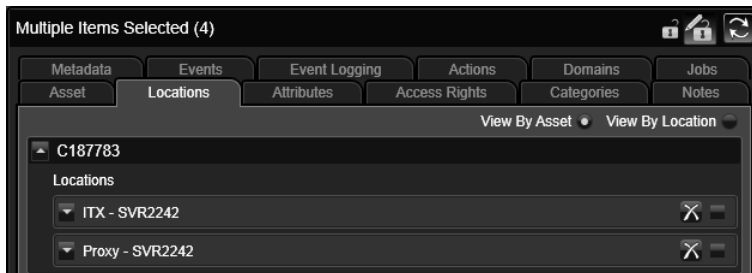 Multiple Items Selected (4)
Metadata Events Event Logging Actions Domains Jobs
Asset Locations Attributes Access Rights Categories Notes
View By Asset View By Location
C187783
Locations
ITX - SVR2242
Proxy - SVR2242